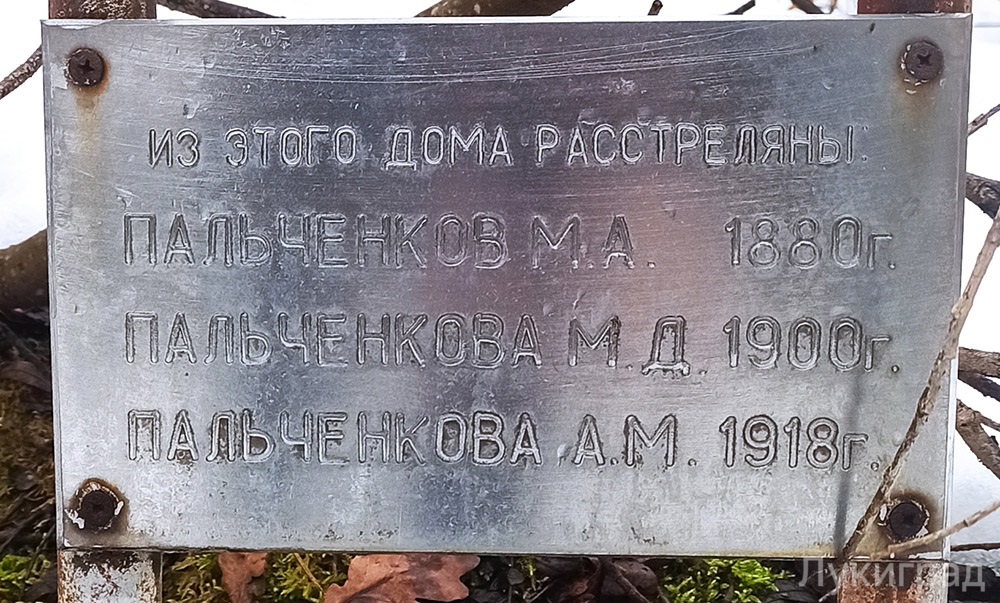 ИЗ ЭТОГО ДОМА РАССТРЕЛЯНЫ:
ПАЛЬЧЕНКОВ М.А. 1880г.
ПАЛЬЧЕНКОВА М.Д. 1900г.
ПАЛЬЧЕНКОВА А.М. 1918г.
Лукиград